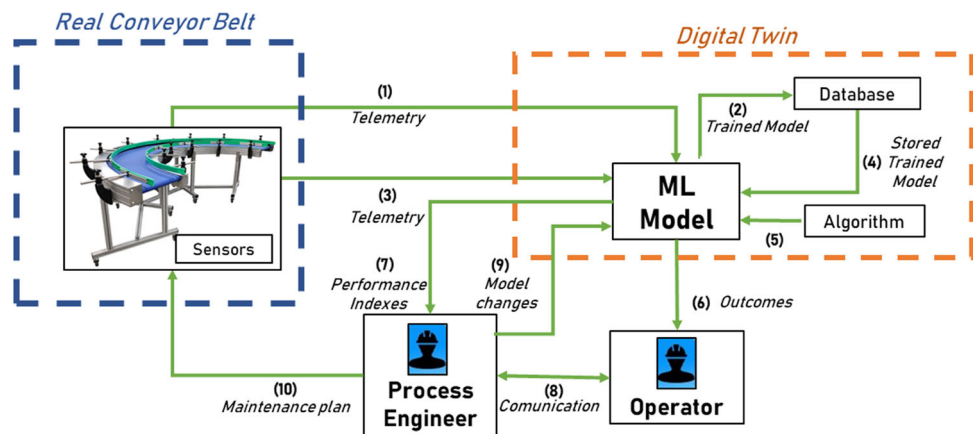 Real Conveyor Belt
Digital Twin
(1)
Telemetry
(2)
Trained Model
Database
(4)
Stored
Trained
Model
(3)
Telemetry
ML
Model
Algorithm
(5)
Sensors
(7)
Performance
Indexes
(9)
Model
changes
(6) Outcomes
(10)
Maintenance plan
Process
Engineer
(8)
Comunication
Operator